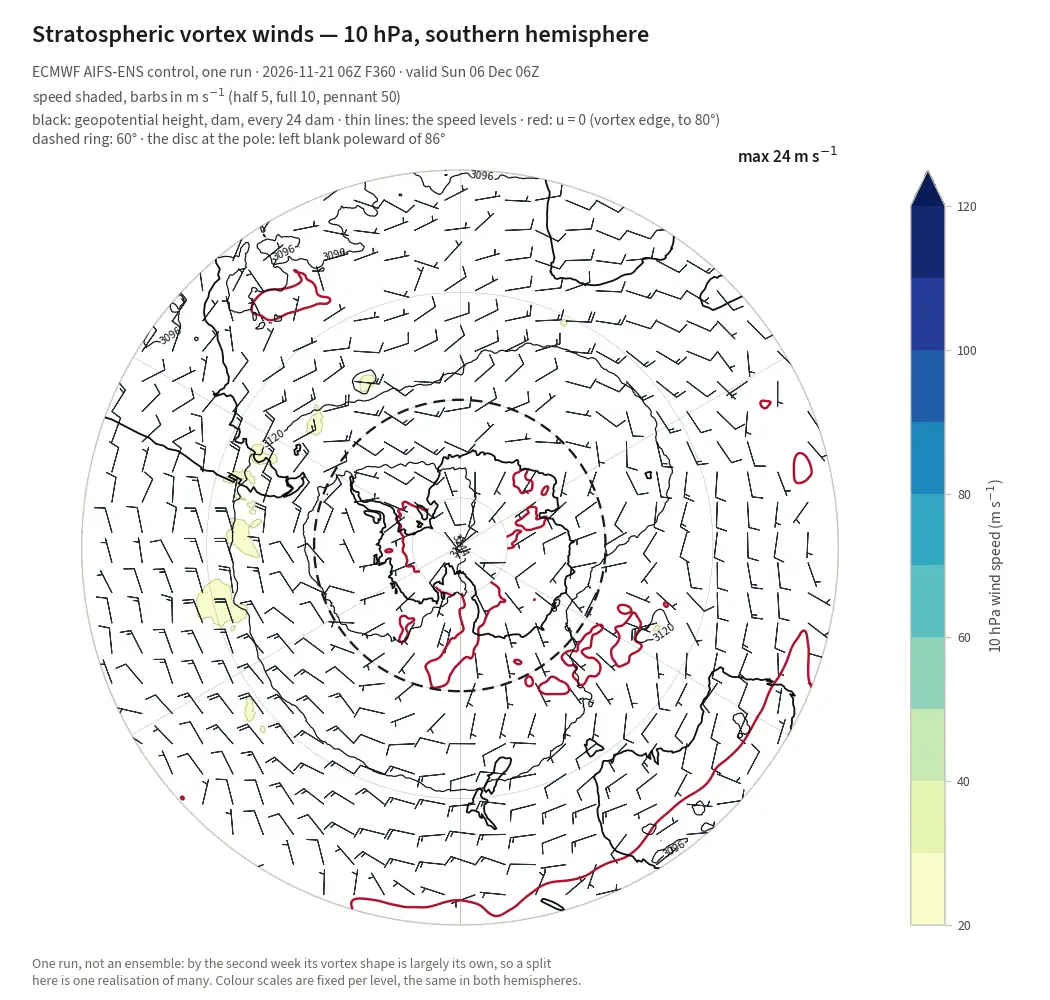 Stratospheric vortex winds — 10 hPa, southern hemisphere
ECMWF AIFS-ENS control, one run · 2026-11-21 06Z F360 · valid Sun 06 Dec 06Z
speed shaded, barbs in m s⁻¹ (half 5, full 10, pennant 50)
black: geopotential height, dam, every 24 dam · thin lines: the speed levels · red: u = 0 (vortex edge, to 80°)
dashed ring: 60° · the disc at the pole: left blank poleward of 86°
max 24 m s⁻¹
3096
3096
3096
3096
3120
3120
3096
120
100
80
60
40
20
10 hPa wind speed (m s⁻¹)
One run, not an ensemble: by the second week its vortex shape is largely its own, so a split
here is one realisation of many. Colour scales are fixed per level, the same in both hemispheres.